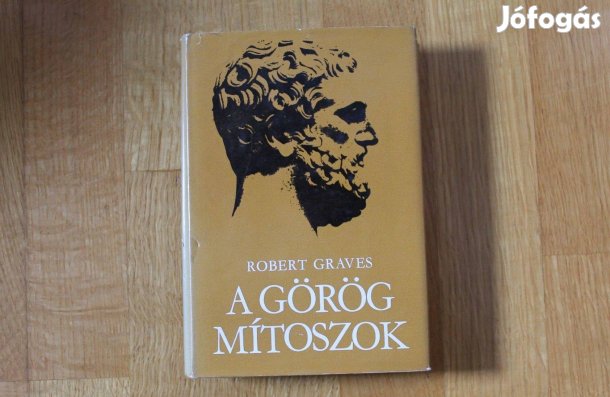 Jófogás
ROBERT GRAVES
A GÖRÖG
MÍTOSZOK